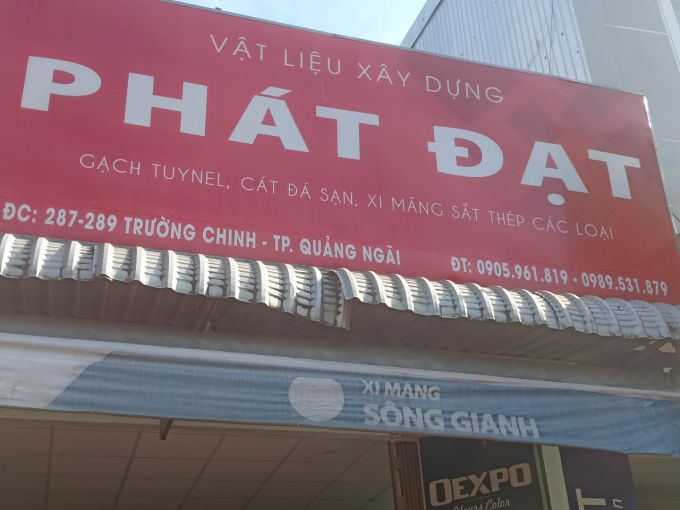 VẬT LIỆU XÂY DỰNG
PHÁT ĐẠT
GẠCH TUYNEL, CÁT ĐÁ SẠN, XI MĂNG SẮT THÉP CÁC LOẠI
ĐC: 287-289 TRƯỜNG CHINH - TP. QUẢNG NGÃI ĐT: 0905.961.819 - 0989.531.879
XI MĂNG
SÔNG GIANH
OEXPO